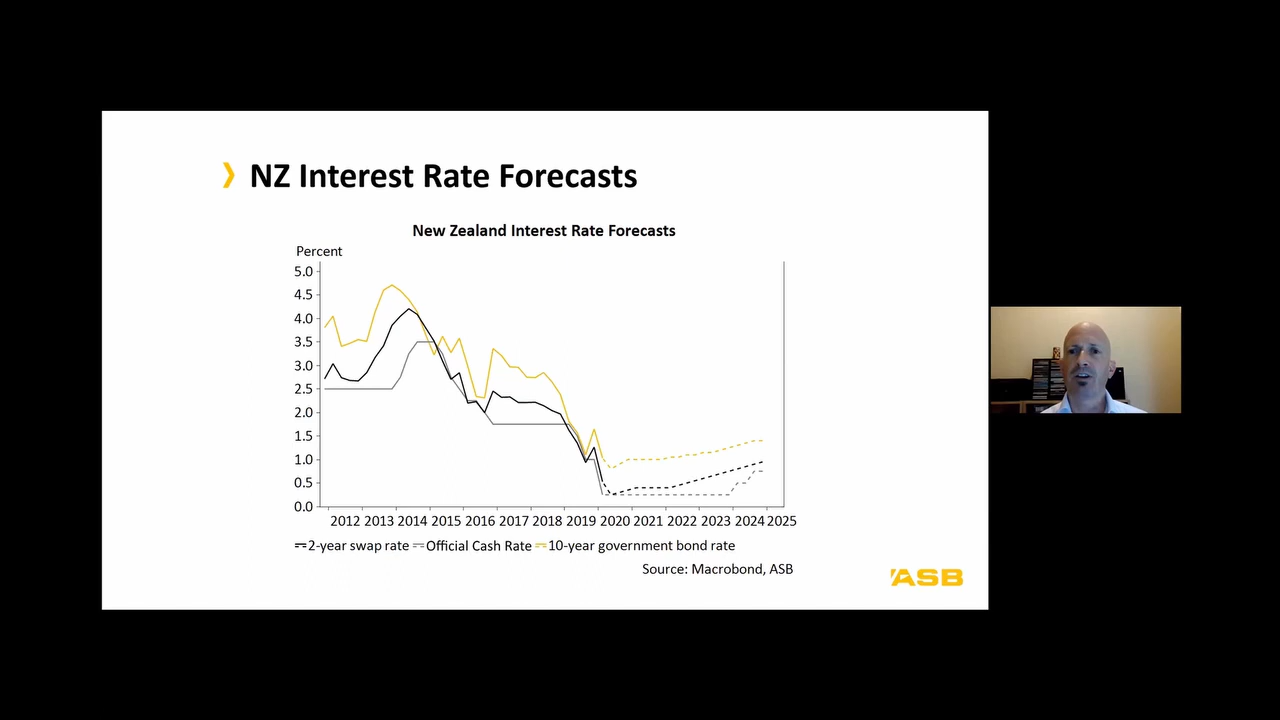 NZ Interest Rate Forecasts
New Zealand Interest Rate Forecasts
Percent
5.0
4.5
4.0
3.5
3.0
2.5
2.0
1.5
1.0
0.5
0.0
2012 2013 2014 2015 2016 2017 2018 2019 2020 2021 2022 2023 2024 2025
2-year swap rate Official Cash Rate 10-year government bond rate
Source: Macrobond, ASB
ASB